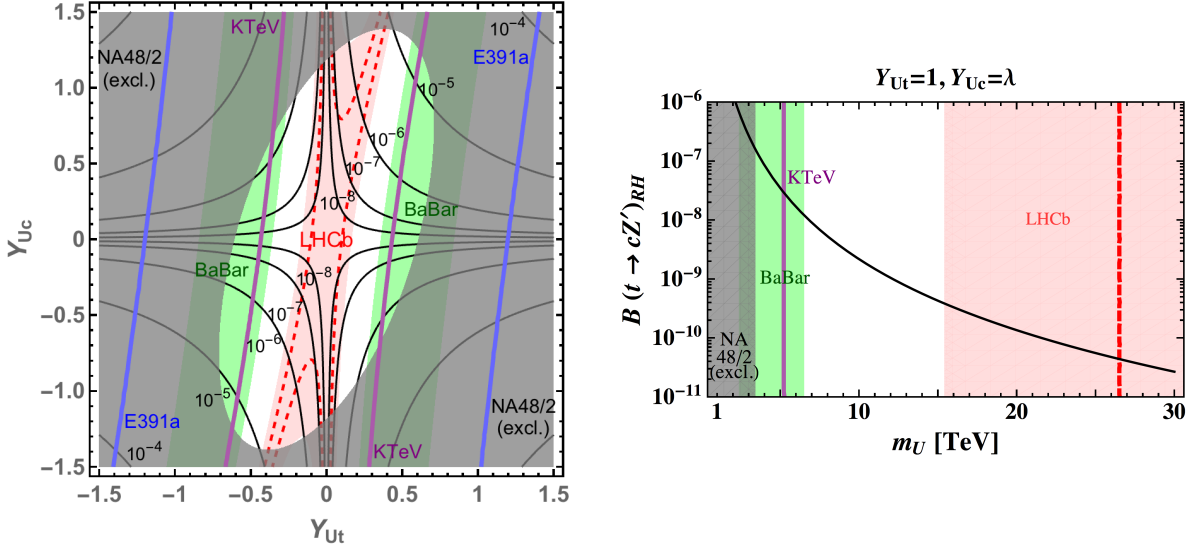 KTeV
10⁻⁴
NA48/2
(excl.)
E391a
10⁻⁵
10⁻⁶
10⁻⁷
10⁻⁸
BaBar
LHCb
BaBar
10⁻⁸
10⁻⁷
10⁻⁶
10⁻⁵
NA48/2
(excl.)
E391a
10⁻⁴
KTeV
1.5
1.0
0.5
0
−0.5
−1.0
−1.5
Y_Uc
−1.5
−1
−0.5
0
0.5
1
1.5
Y_Ut
Y_Ut=1, Y_Uc=λ
10⁻⁶
10⁻⁷
10⁻⁸
10⁻⁹
10⁻¹⁰
10⁻¹¹
B (t → cZ′)_RH
KTeV
LHCb
BaBar
NA
48/2
(excl.)
1
10
20
30
m_U [TeV]